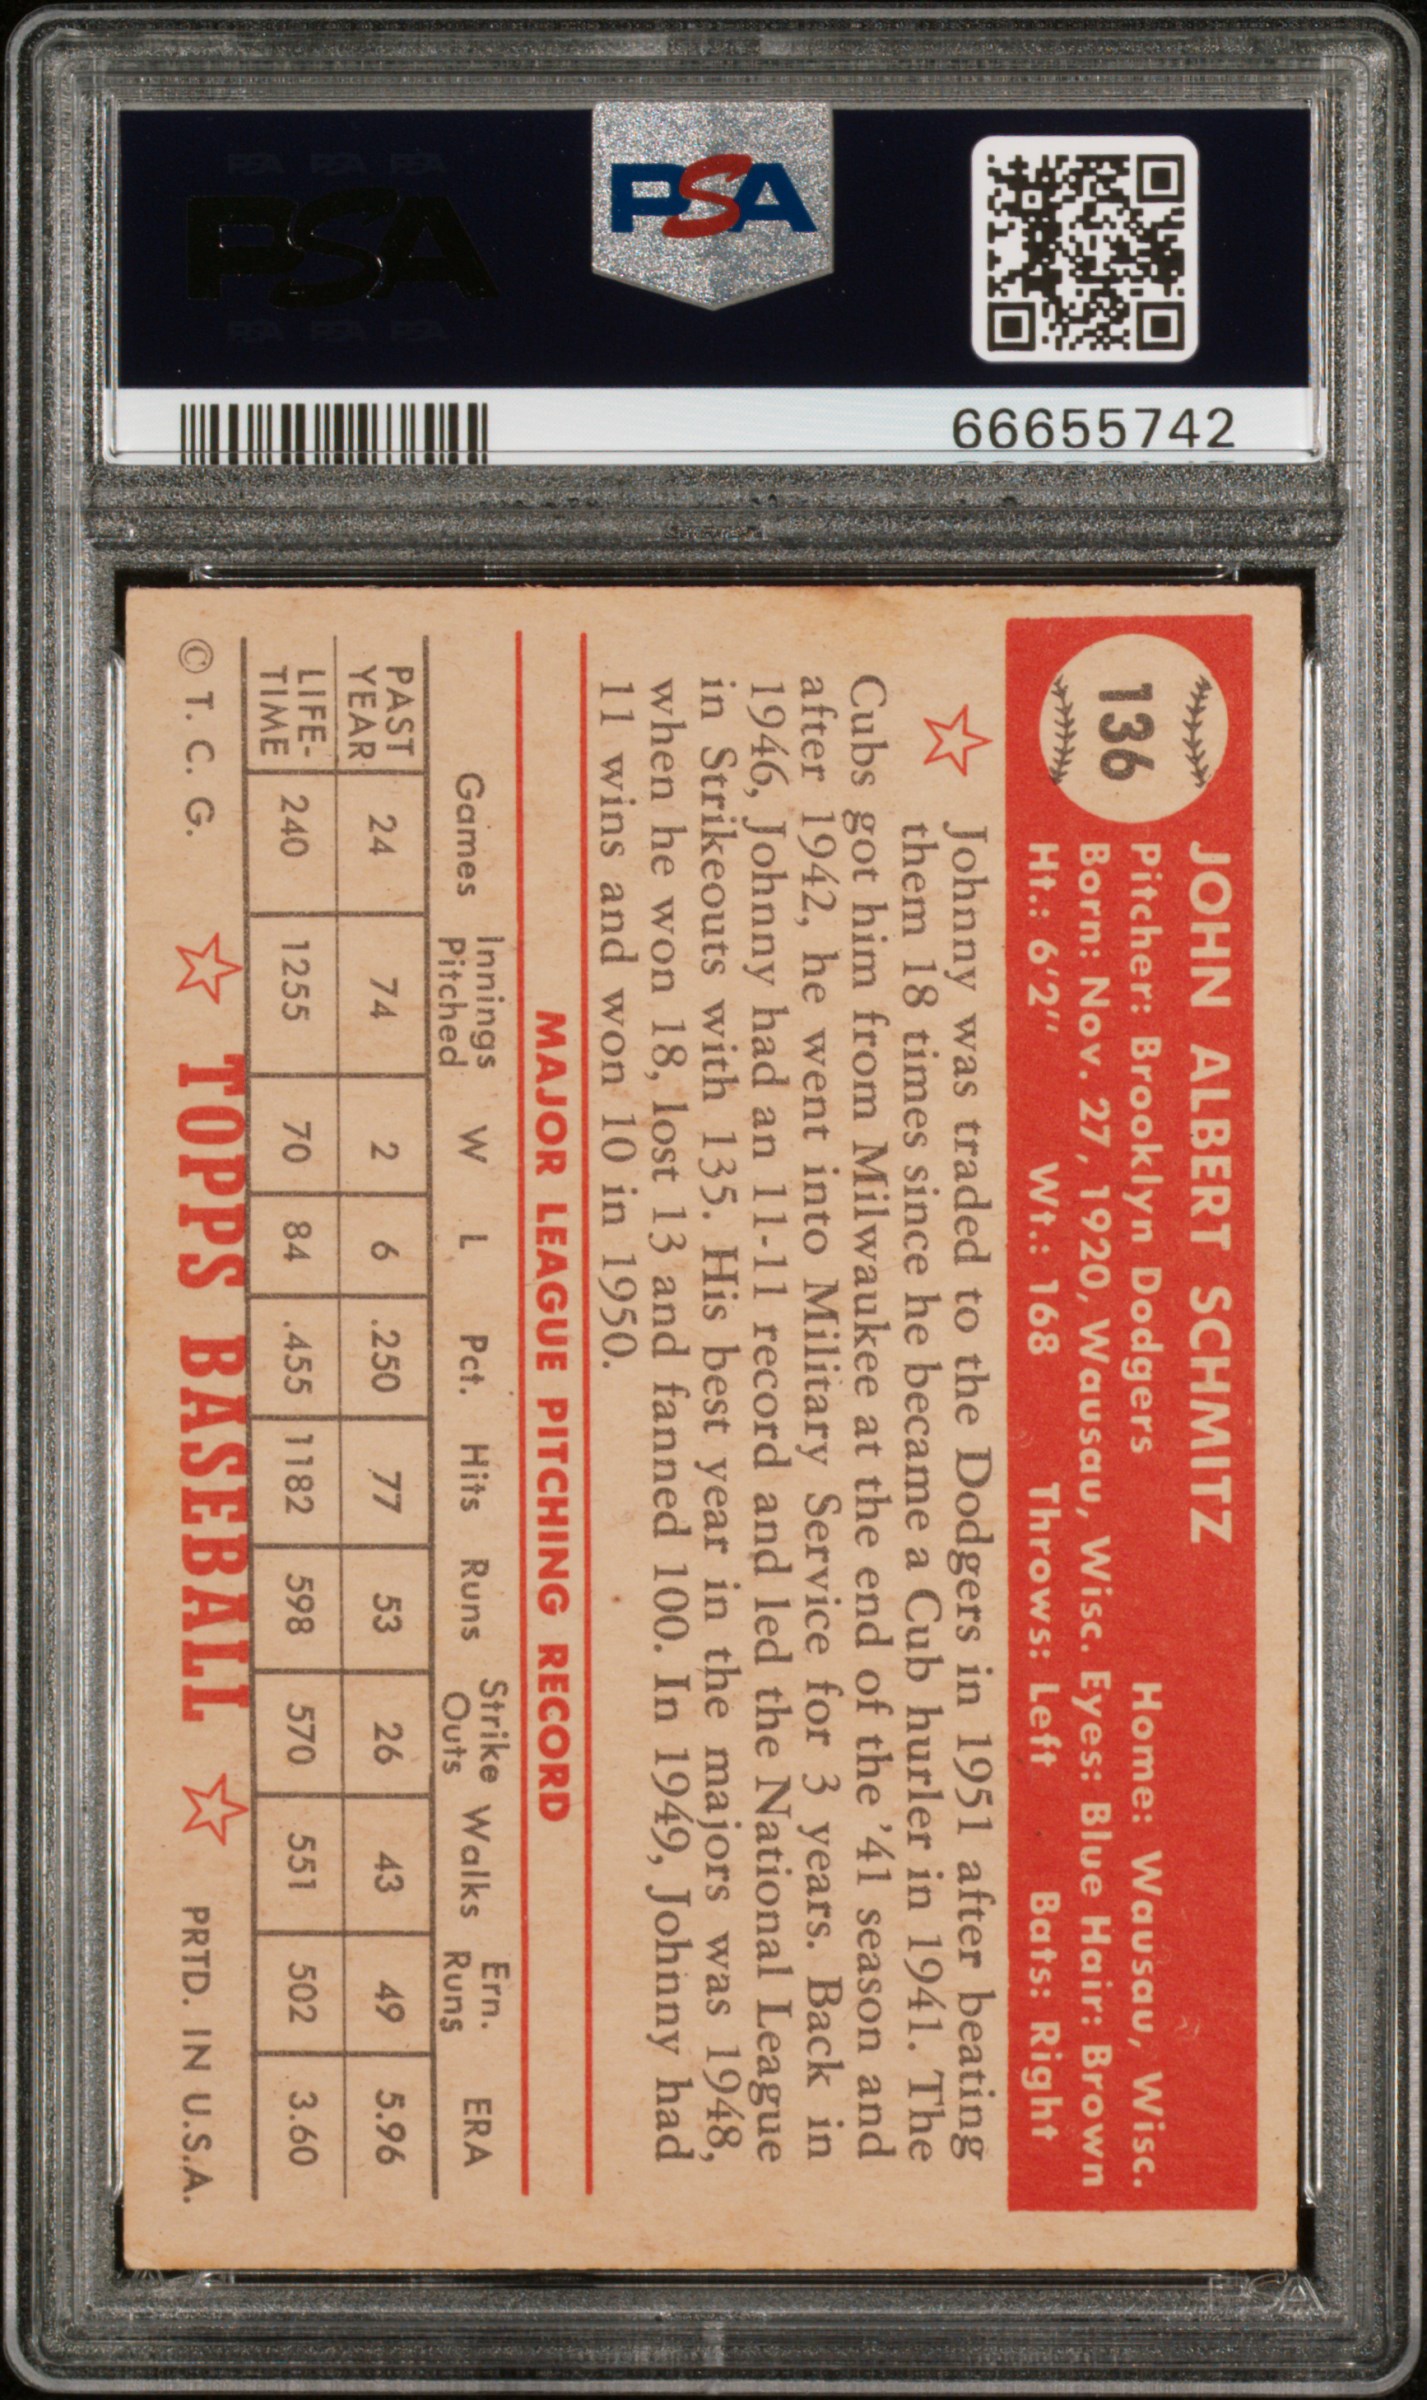 PSA PSA PSA
PSA
PSA PSA PSA
PSA
66655742
136
JOHN ALBERT SCHMITZ
Pitcher: Brooklyn Dodgers Home: Wausau, Wisc.
Born: Nov. 27, 1920, Wausau, Wisc. Eyes: Blue Hair: Brown
Ht.: 6'2" Wt.: 168 Throws: Left Bats: Right
Johnny was traded to the Dodgers in 1951 after beating
them 18 times since he became a Cub hurler in 1941. The
Cubs got him from Milwaukee at the end of the '41 season and
after 1942, he went into Military Service for 3 years. Back in
1946, Johnny had an 11-11 record and led the National League
in Strikeouts with 135. His best year in the majors was 1948,
when he won 18, lost 13 and fanned 100. In 1949, Johnny had
11 wins and won 10 in 1950.
MAJOR LEAGUE PITCHING RECORD
Games Innings Pitched W L Pct. Hits Runs Strike Outs Walks Ern. Runs ERA
PAST YEAR 24 74 2 6 .250 77 53 26 43 49 5.96
LIFE-TIME 240 1255 70 84 .455 1182 598 570 551 502 3.60
© T. C. G. TOPPS BASEBALL PRTD. IN U.S.A.
PSA